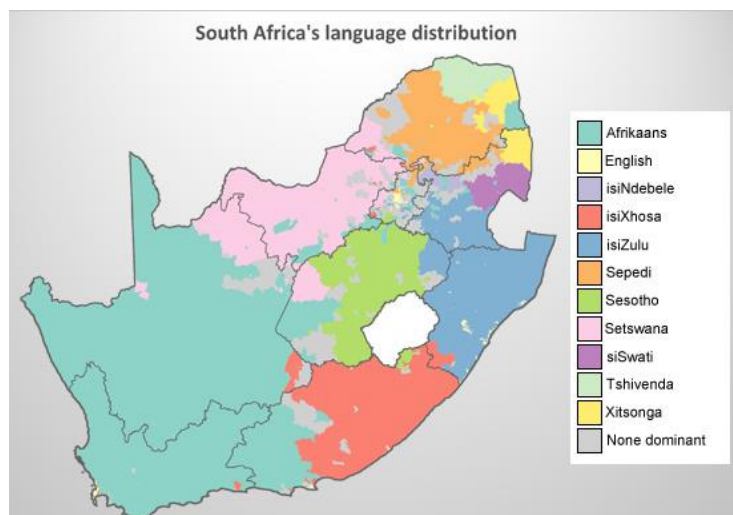 South Africa's language distribution
Afrikaans
English
isiNdebele
isiXhosa
isiZulu
Sepedi
Sesotho
Setswana
siSwati
Tshivenda
Xitsonga
None dominant